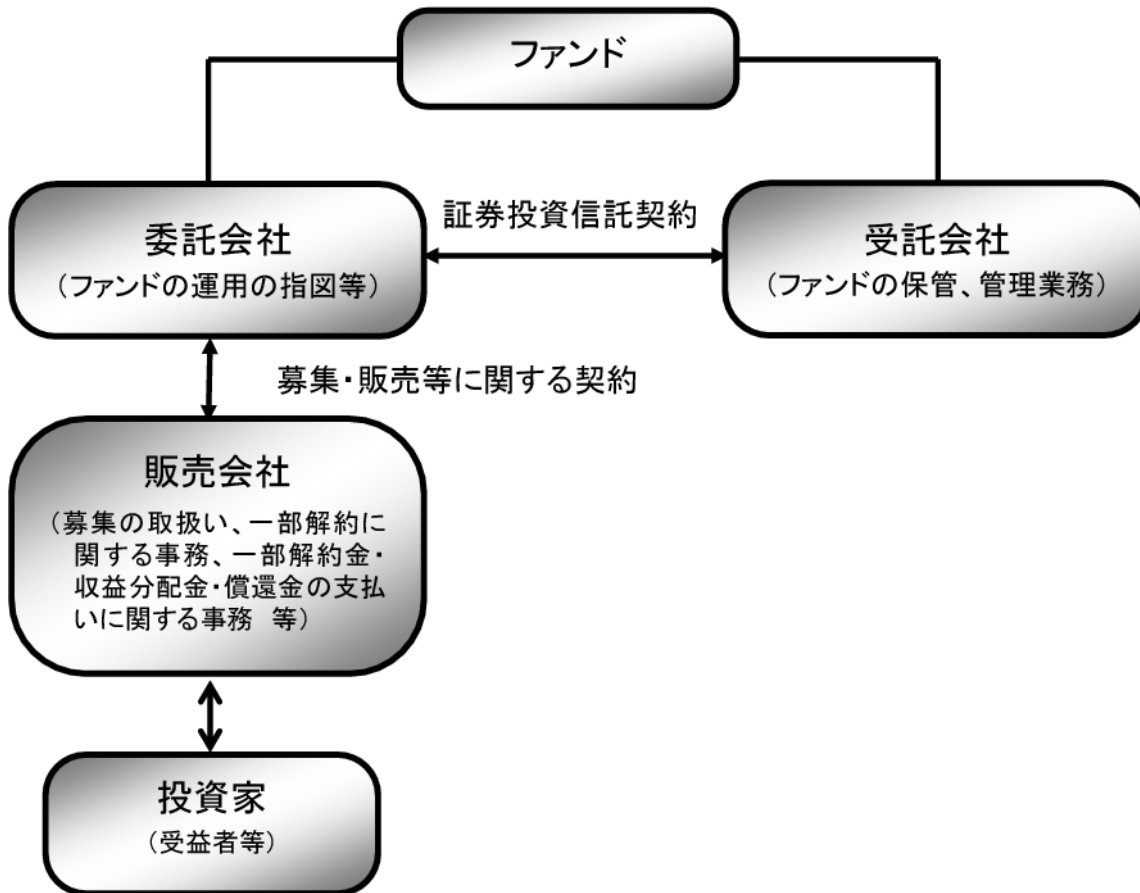 ファンド
委託会社
（ファンドの運用の指図等）
証券投資信託契約
受託会社
（ファンドの保管、管理業務）
募集・販売等に関する契約
販売会社
（募集の取扱い、一部解約に
関する事務、一部解約金・
収益分配金・償還金の支払
いに関する事務　等）
投資家
（受益者等）